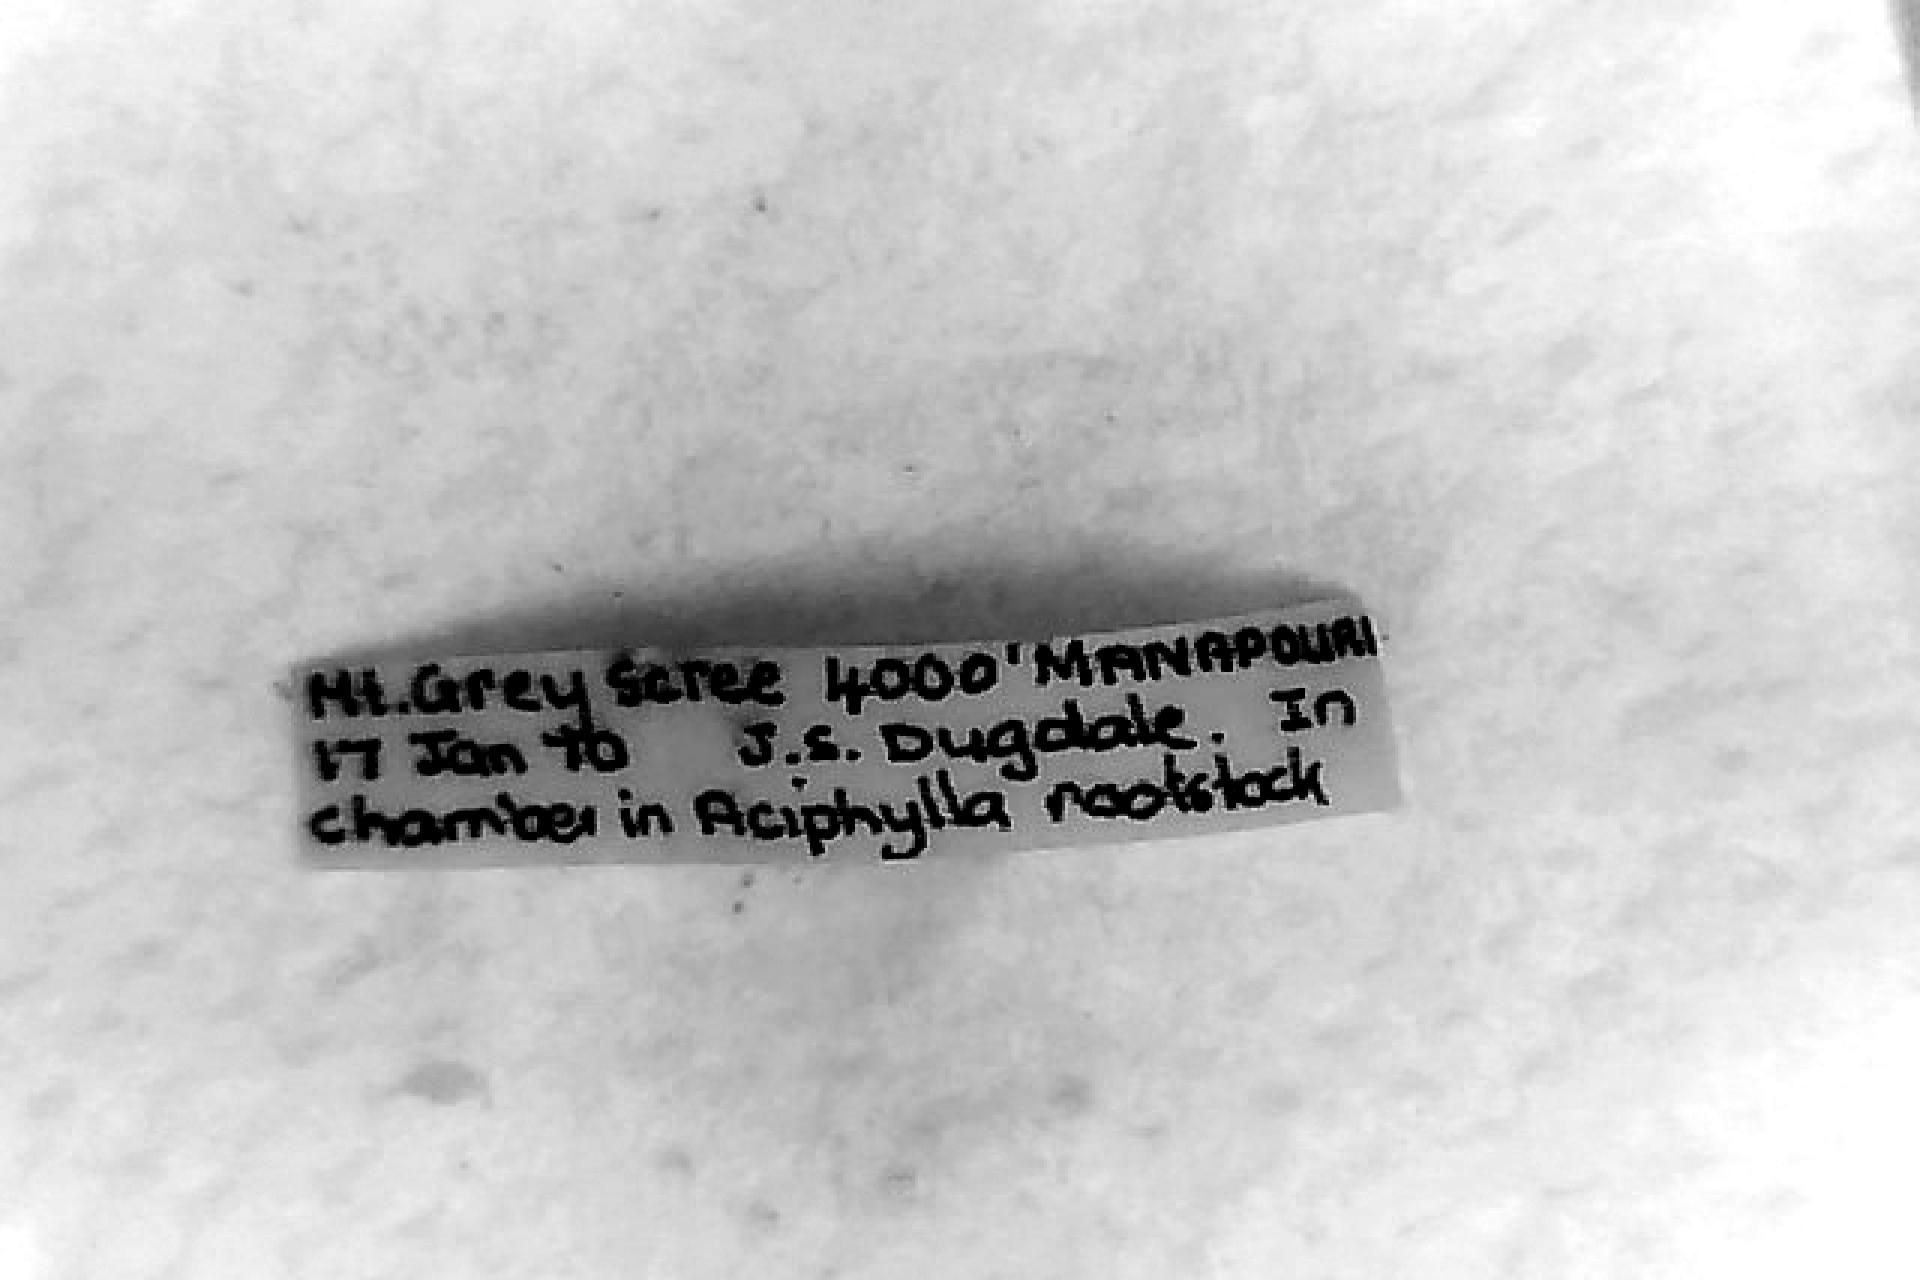 Mt. Grey Scree 4000' MANAPOURI
17 Jan 70 J.S. Dugdale. In
chamber in Aciphylla rootstock